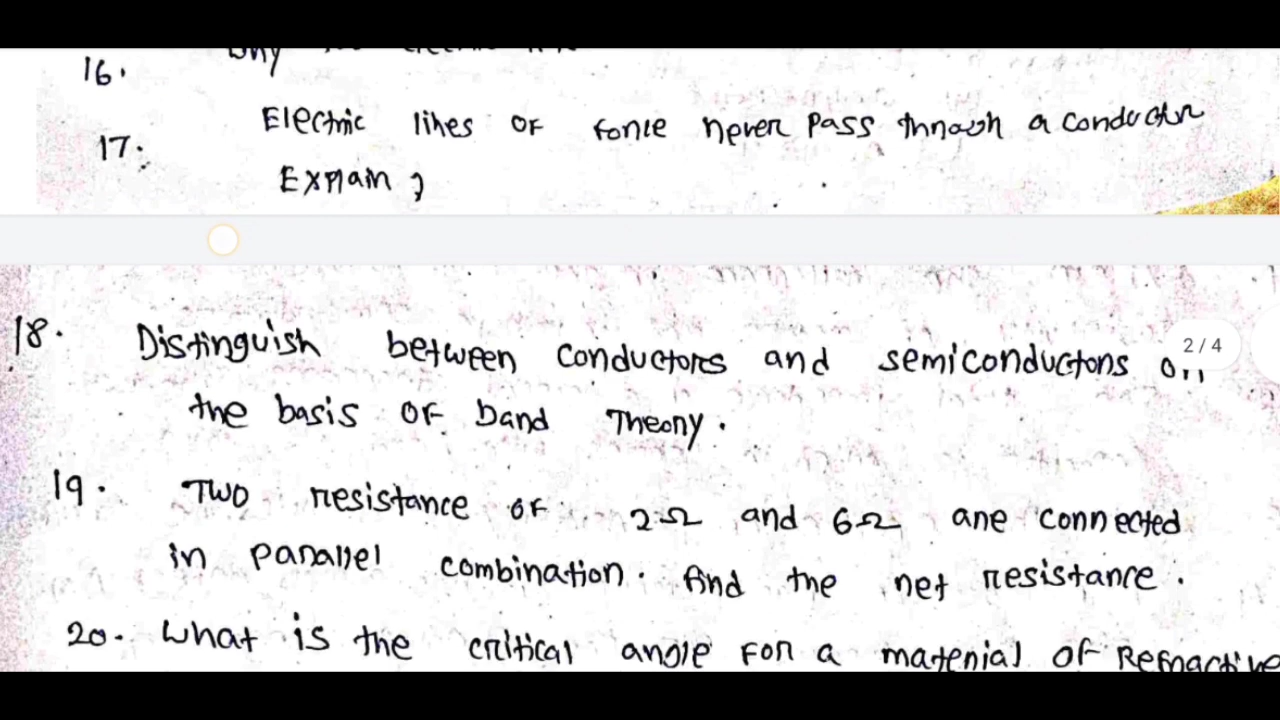 16. Why
17. Electric lines of force never pass through a conductor
Explain ?
18. Distinguish between conductors and semiconductors on
2 / 4
the basis of band Theory.
19. Two resistance of 2Ω and 6Ω are connected
in parallel combination. find the net resistance.
20. What is the critical angle for a material of Refractive